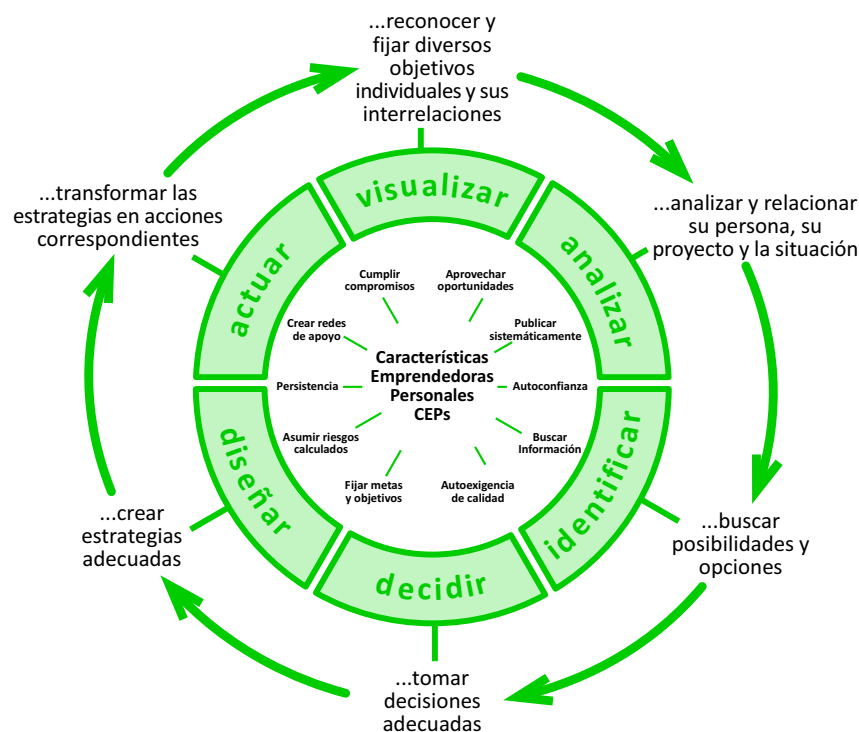 ...reconocer y
fijar diversos
objetivos
individuales y sus
interrelaciones
visualizar
...analizar y relacionar
su persona, su
proyecto y la situación
analizar
...buscar
posibilidades y
opciones
identificar
...tomar
decisiones
adecuadas
decidir
...crear
estrategias
adecuadas
diseñar
...transformar las
estrategias en acciones
correspondientes
actuar
Características
Emprendedoras
Personales
CEPs
Cumplir
compromisos
Aprovechar
oportunidades
Publicar
sistemáticamente
Autoconfianza
Buscar
Información
Autoexigencia
de calidad
Fijar metas
y objetivos
Asumir riesgos
calculados
Persistencia
Crear redes
de apoyo